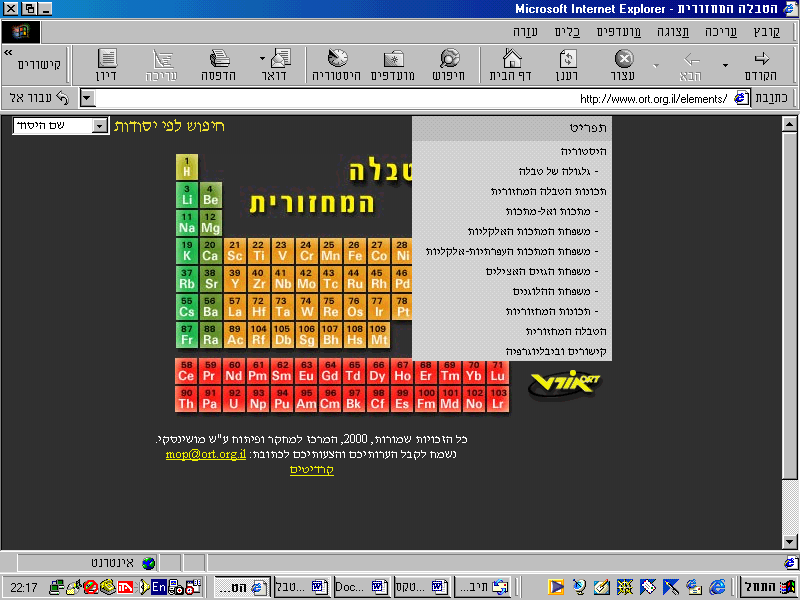 הטבלה המחזורית - Microsoft Internet Explorer
קובץ עריכה תצוגה מועדפים כלים עזרה
הקודם הבא עצור רענן דף הבית חיפוש מועדפים היסטוריה דואר הדפסה עריכה דיון קישורים
כתובת http://www.ort.org.il/elements/ עבור אל
חיפוש לפי יסודות שם היסוד
תפריט
היסטוריה
- גלגולה של טבלה
תכונות הטבלה המחזורית
- מתכות ואל-מתכות
- משפחת המתכות האלקליות
- משפחת המתכות העפרתיות-אלקליות
- משפחת הגזים האצילים
- משפחת ההלוגנים
- תכונות המחזוריות
הטבלה המחזורית
קישורים וביבליוגרפיה
טבלה
המחזורית
1 H
3 Li 4 Be
11 Na 12 Mg
19 K 20 Ca 21 Sc 22 Ti 23 V 24 Cr 25 Mn 26 Fe 27 Co 28 Ni
37 Rb 38 Sr 39 Y 40 Zr 41 Nb 42 Mo 43 Tc 44 Ru 45 Rh 46 Pd
55 Cs 56 Ba 57 La 72 Hf 73 Ta 74 W 75 Re 76 Os 77 Ir 78 Pt
87 Fr 88 Ra 89 Ac 104 Rf 105 Db 106 Sg 107 Bh 108 Hs 109 Mt
58 Ce 59 Pr 60 Nd 61 Pm 62 Sm 63 Eu 64 Gd 65 Tb 66 Dy 67 Ho 68 Er 69 Tm 70 Yb 71 Lu
90 Th 91 Pa 92 U 93 Np 94 Pu 95 Am 96 Cm 97 Bk 98 Cf 99 Es 100 Fm 101 Md 102 No 103 Lr
אורט ORT
כל הזכויות שמורות, 2000, המרכז למחקר ופיתוח ע"ש מושינסקי.
נשמח לקבל הערותיכם והצעותיכם לכתובת: mop@ort.org.il
קרדיטים
אינטרנט
התחל תיב... טקס... Doc... טבל... הט... En 22:17